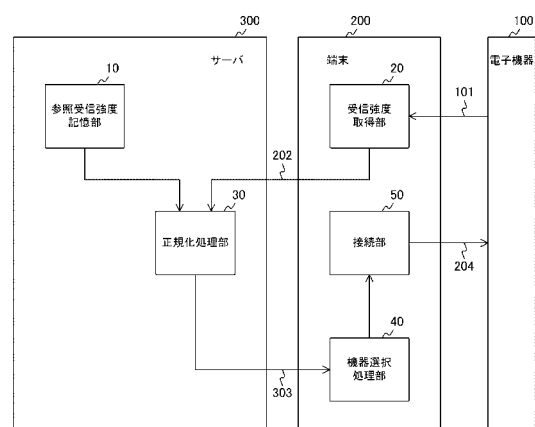 300
200
100
サーバ
端末
電子機器
10
参照受信強度
記憶部
20
受信強度
取得部
101
202
30
正規化処理部
50
接続部
204
40
機器選択
処理部
303